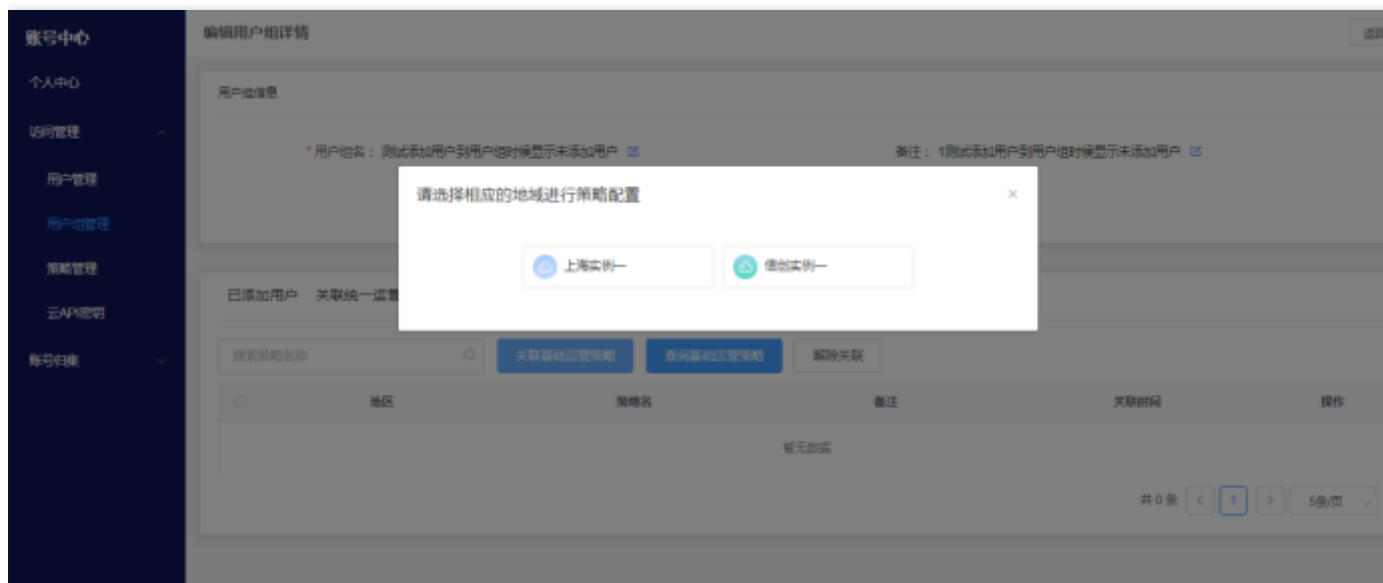 账号中心
个人中心
访问管理
用户管理
用户组管理
策略管理
云API密钥
账号归集
编辑用户组详情
返回
用户组信息
*用户组名： 测试添加用户到用户组时候显示未添加用户
备注： 1测试添加用户到用户组时候显示未添加用户
请选择相应的地域进行策略配置
上海实例一
信创实例一
已添加用户 关联统一运营
搜索策略名称
关联基础运营策略
查询基础运营策略
解除关联
地区 策略名 备注 关联时间 操作
暂无数据
共 0 条 1 5条/页